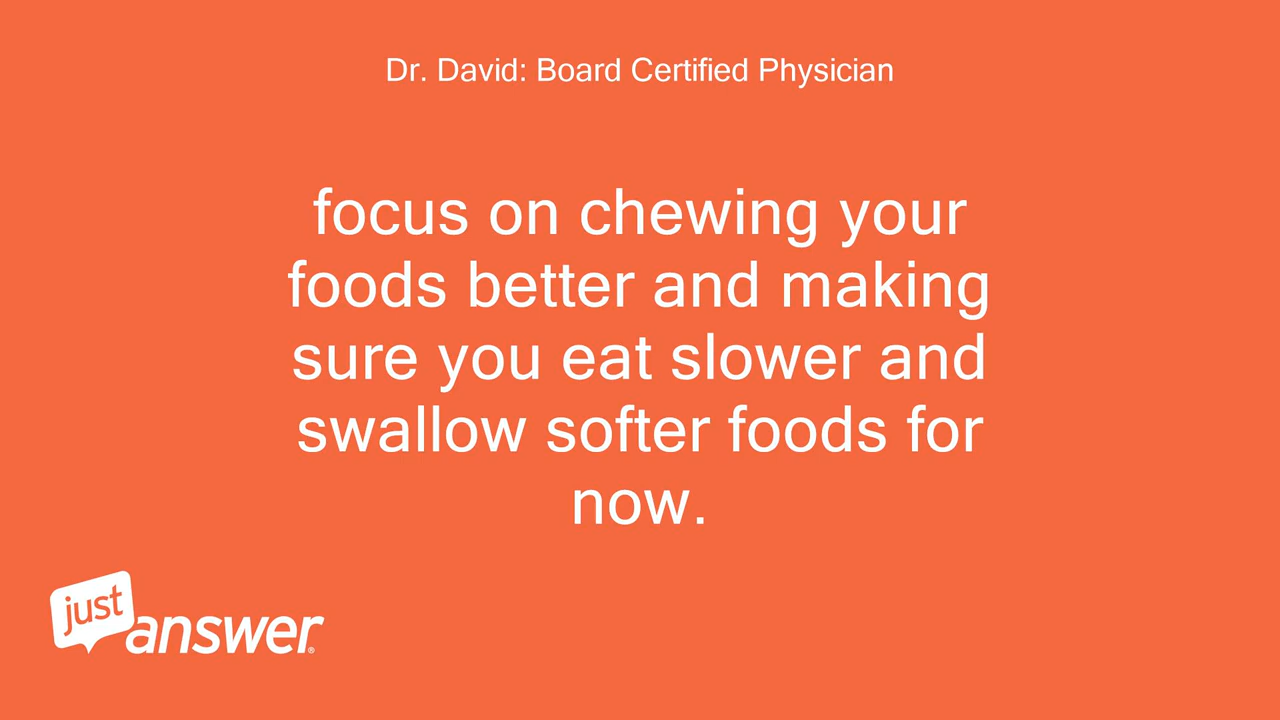 Dr. David: Board Certified Physician
focus on chewing your
foods better and making
sure you eat slower and
swallow softer foods for
now.
just
answer®